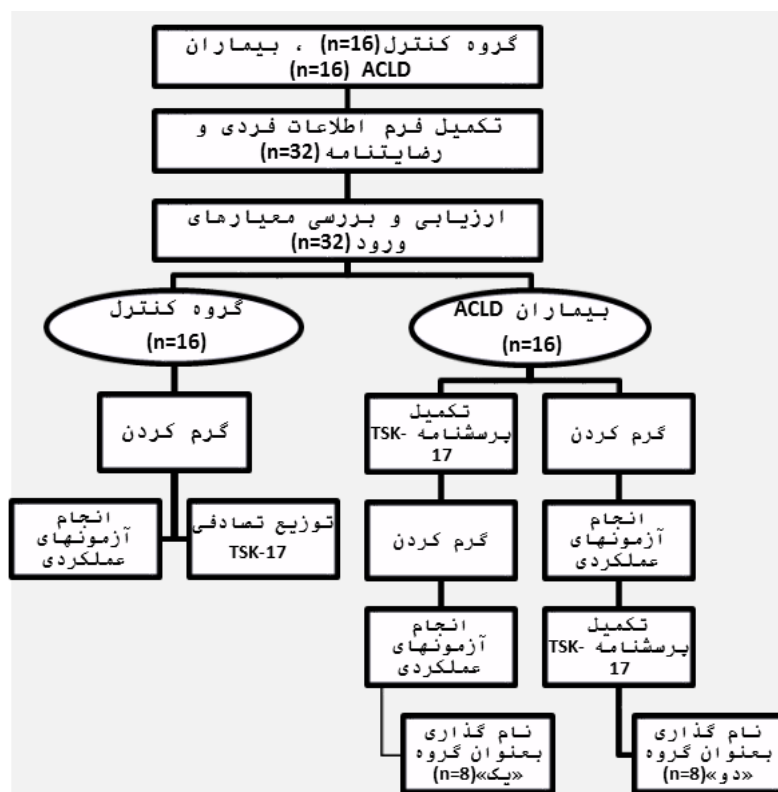 گروه کنترل (n=16) ، بیماران
ACLD (n=16)
تکمیل فرم اطلاعات فردی و
رضایتنامه (n=32)
ارزیابی و بررسی معیارهای
ورود (n=32)
بیماران ACLD
(n=16)
گروه کنترل
(n=16)
گرم کردن
انجام
آزمونهای
عملکردی
تکمیل
پرسشنامه TSK-
17
نام گذاری
بعنوان گروه
«دو» (n=8)
تکمیل
پرسشنامه TSK-
17
گرم کردن
انجام
آزمونهای
عملکردی
نام گذاری
بعنوان گروه
«یک» (n=8)
گرم کردن
توزیع تصادفی
TSK-17
انجام
آزمونهای
عملکردی